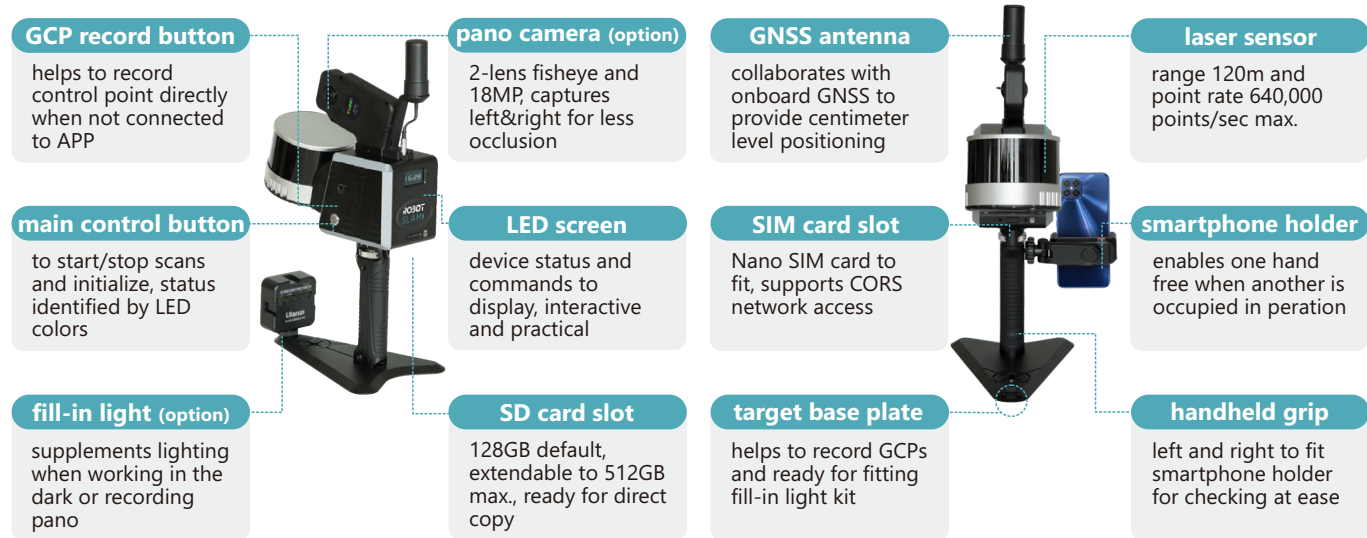 GCP record button
helps to record
control point directly
when not connected
to APP
pano camera (option)
2-lens fisheye and
18MP, captures
left&right for less
occlusion
GNSS antenna
collaborates with
onboard GNSS to
provide centimeter
level positioning
laser sensor
range 120m and
point rate 640,000
points/sec max.
main control button
to start/stop scans
and initialize, status
identified by LED
colors
LED screen
device status and
commands to
display, interactive
and practical
SIM card slot
Nano SIM card to
fit, supports CORS
network access
smartphone holder
enables one hand
free when another is
occupied in peration
fill-in light (option)
supplements lighting
when working in the
dark or recording
pano
SD card slot
128GB default,
extendable to 512GB
max., ready for direct
copy
target base plate
helps to record GCPs
and ready for fitting
fill-in light kit
handheld grip
left and right to fit
smartphone holder
for checking at ease
16:28
ROBOT
SLAM
Ulanzi